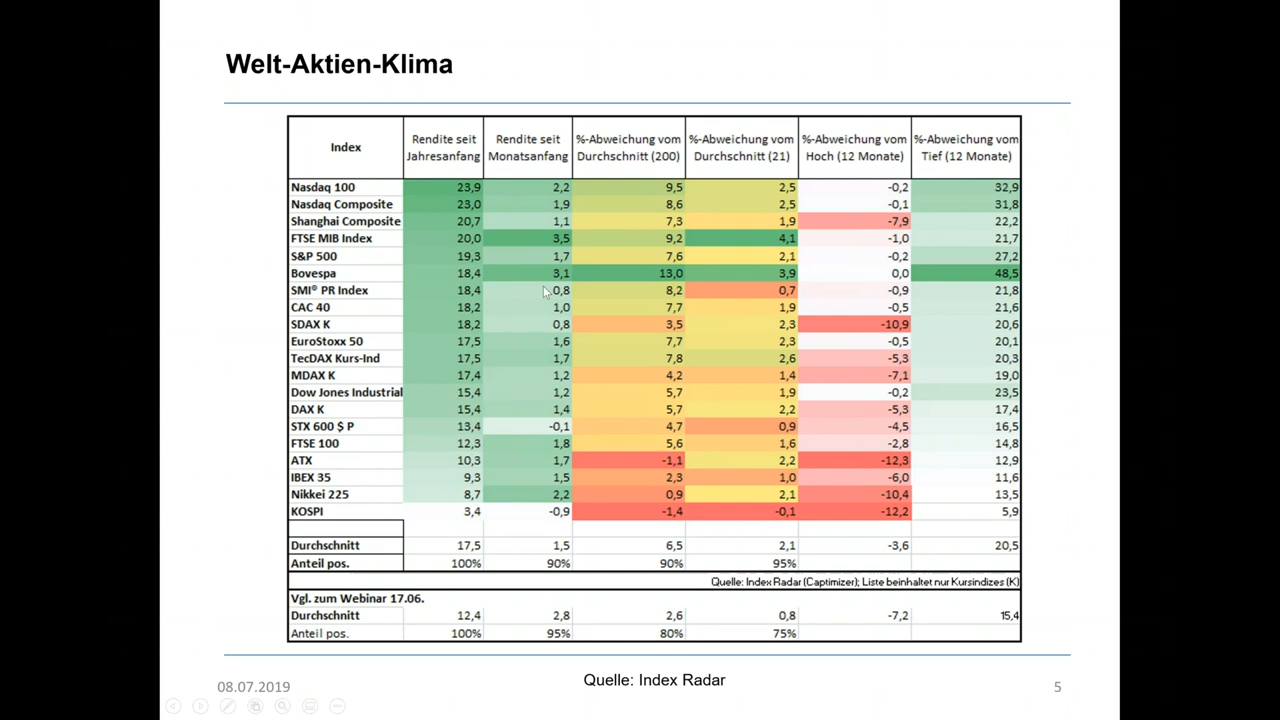 Welt-Aktien-Klima
Index Rendite seit Jahresanfang Rendite seit Monatsanfang %-Abweichung vom Durchschnitt (200) %-Abweichung vom Durchschnitt (21) %-Abweichung vom Hoch (12 Monate) %-Abweichung vom Tief (12 Monate)
Nasdaq 100 23,9 2,2 9,5 2,5 -0,2 32,9
Nasdaq Composite 23,0 1,9 8,6 2,5 -0,1 31,8
Shanghai Composite 20,7 1,1 7,3 1,9 -7,9 22,2
FTSE MIB Index 20,0 3,5 9,2 4,1 -1,0 21,7
S&P 500 19,3 1,7 7,6 2,1 -0,2 27,2
Bovespa 18,4 3,1 13,0 3,9 0,0 48,5
SMI® PR Index 18,4 0,8 8,2 0,7 -0,9 21,8
CAC 40 18,2 1,0 7,7 1,9 -0,5 21,6
SDAX K 18,2 0,8 3,5 2,3 -10,9 20,6
EuroStoxx 50 17,5 1,6 7,7 2,3 -0,5 20,1
TecDAX Kurs-Ind 17,5 1,7 7,8 2,6 -5,3 20,3
MDAX K 17,4 1,2 4,2 1,4 -7,1 19,0
Dow Jones Industrial 15,4 1,2 5,7 1,9 -0,2 23,5
DAX K 15,4 1,4 5,7 2,2 -5,3 17,4
STX 600 $ P 13,4 -0,1 4,7 0,9 -4,5 16,5
FTSE 100 12,3 1,8 5,6 1,6 -2,8 14,8
ATX 10,3 1,7 -1,1 2,2 -12,3 12,9
IBEX 35 9,3 1,5 2,3 1,0 -6,0 11,6
Nikkei 225 8,7 2,2 0,9 2,1 -10,4 13,5
KOSPI 3,4 -0,9 -1,4 -0,1 -12,2 5,9
Durchschnitt 17,5 1,5 6,5 2,1 -3,6 20,5
Anteil pos. 100% 90% 90% 95%
Quelle: Index Radar (Captimizer); Liste beinhaltet nur Kursindizes (K)
Vgl. zum Webinar 17.06.
Durchschnitt 12,4 2,8 2,6 0,8 -7,2 15,4
Anteil pos. 100% 95% 80% 75%
08.07.2019 Quelle: Index Radar 5